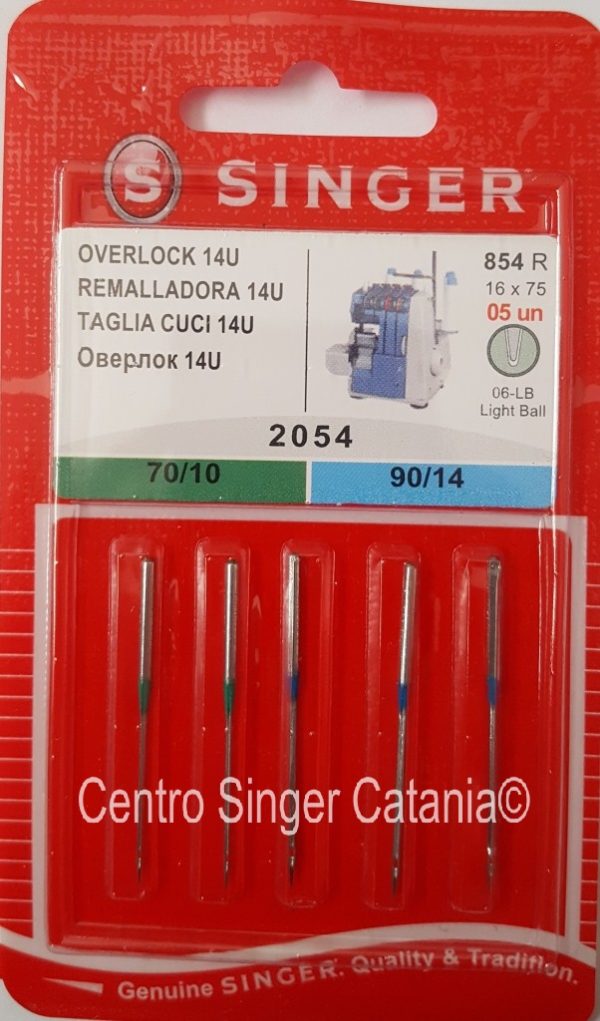 S SINGER
OVERLOCK 14U
REMALLADORA 14U
TAGLIA CUCI 14U
Оверлок 14U
854 R
16 x 75
05 un
06-LB
Light Ball
2054
70/10
90/14
Centro Singer Catania©
Genuine SINGER. Quality & Tradition.